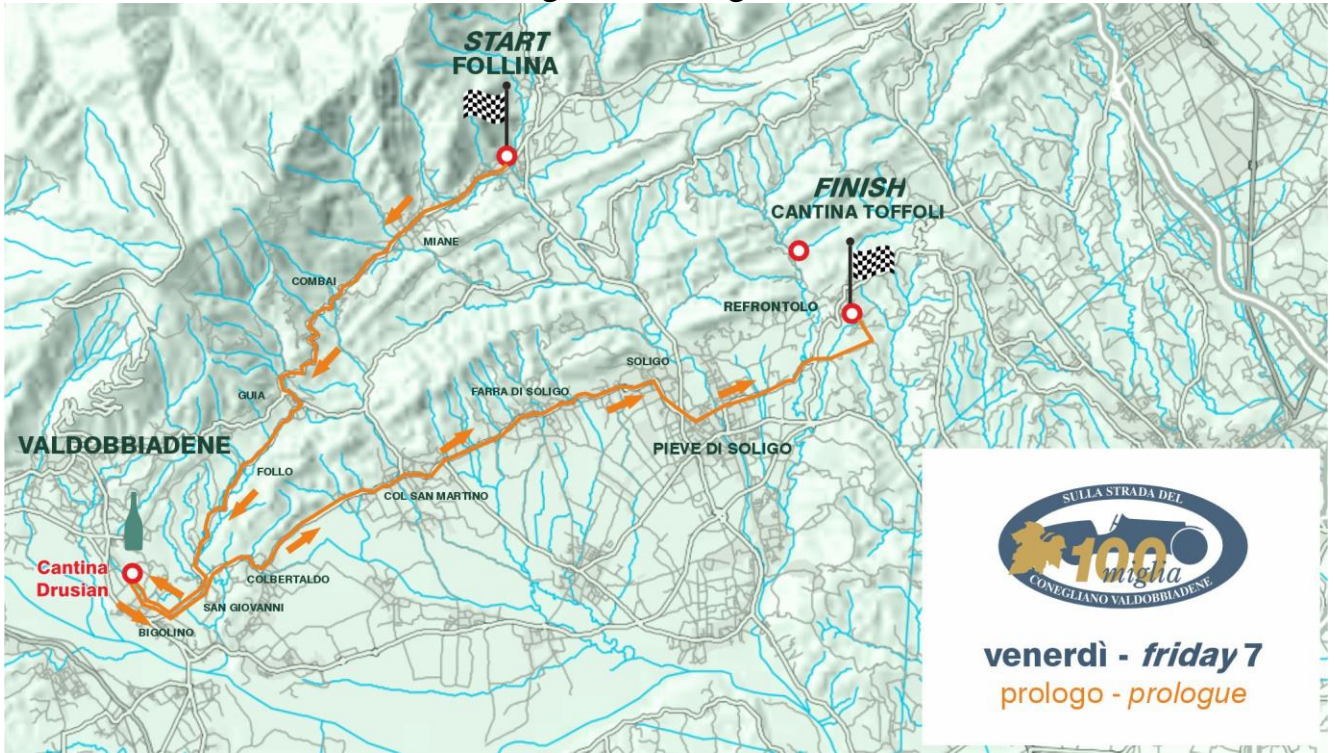 START
FOLLINA
FINISH
CANTINA TOFFOLI
MIANE
COMBAI
REFRONTOLO
SOLIGO
GUIA
FARRA DI SOLIGO
VALDOBBIADENE
PIEVE DI SOLIGO
FOLLO
COL SAN MARTINO
Cantina
Drusian
COLBERTALDO
SAN GIOVANNI
BIGOLINO
SULLA STRADA DEL
100
miglia
CONEGLIANO VALDOBBIADENE
venerdì - friday 7
prologo - prologue